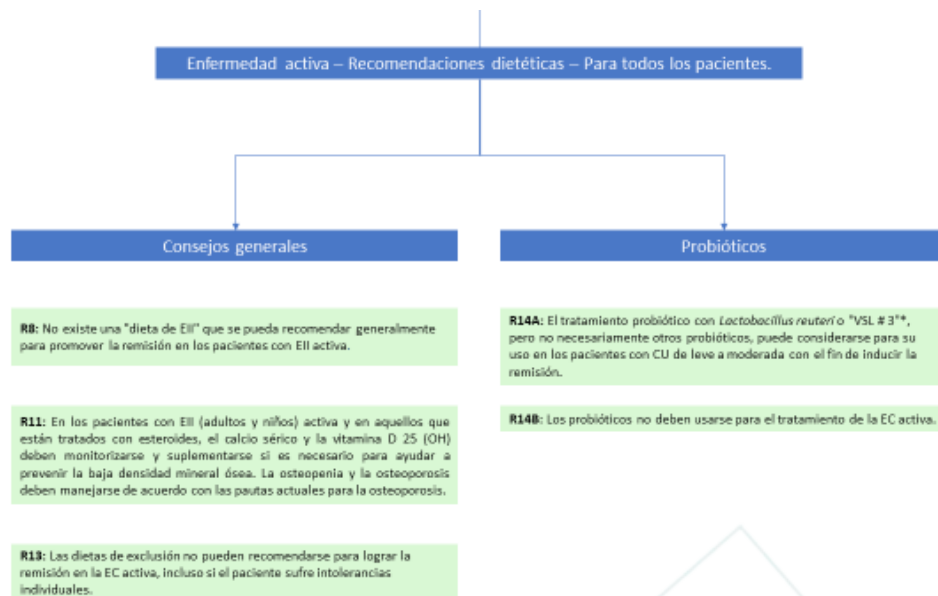 Enfermedad activa – Recomendaciones dietéticas – Para todos los pacientes.
Consejos generales
R8: No existe una "dieta de EII" que se pueda recomendar generalmente
para promover la remisión en los pacientes con EII activa.
R11: En los pacientes con EII (adultos y niños) activa y en aquellos que
están tratados con esteroides, el calcio sérico y la vitamina D 25 (OH)
deben monitorizarse y suplementarse si es necesario para ayudar a
prevenir la baja densidad mineral ósea. La osteopenia y la osteoporosis
deben manejarse de acuerdo con las pautas actuales para la osteoporosis.
R13: Las dietas de exclusión no pueden recomendarse para lograr la
remisión en la EC activa, incluso si el paciente sufre intolerancias
individuales.
Probióticos
R14A: El tratamiento probiótico con Lactobacillus reuteri o "VSL # 3"*,
pero no necesariamente otros probióticos, puede considerarse para su
uso en los pacientes con CU de leve a moderada con el fin de inducir la
remisión.
R14B: Los probióticos no deben usarse para el tratamiento de la EC activa.